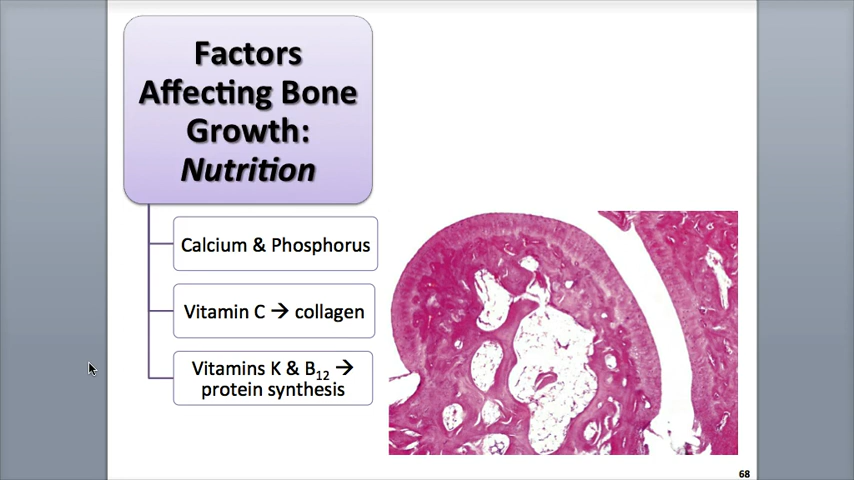 Factors
Affecting Bone
Growth:
Nutrition
Calcium & Phosphorus
Vitamin C → collagen
Vitamins K & B₁₂ →
protein synthesis
68